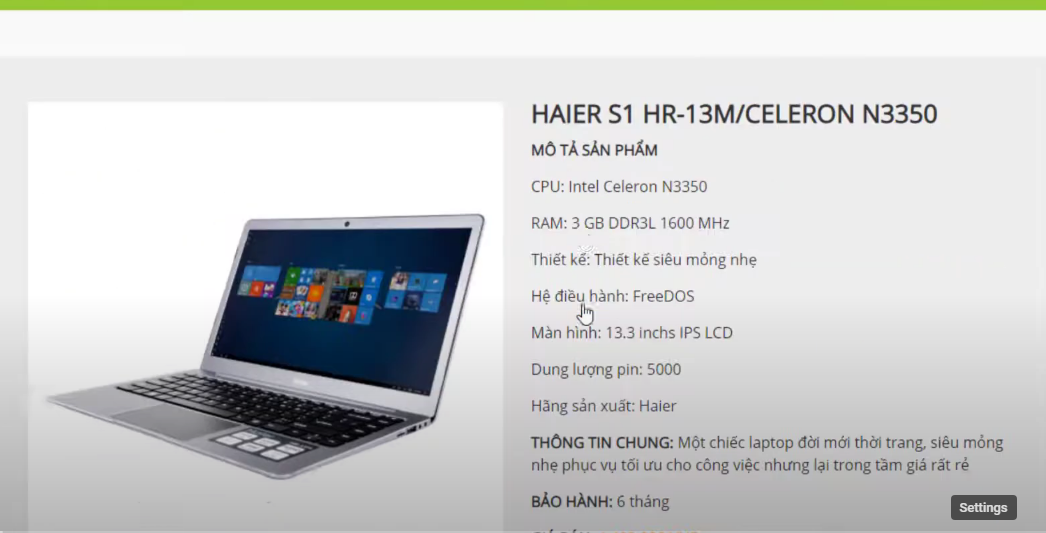 HAIER S1 HR-13M/CELERON N3350
MÔ TẢ SẢN PHẨM
CPU: Intel Celeron N3350
RAM: 3 GB DDR3L 1600 MHz
Thiết kế: Thiết kế siêu mỏng nhẹ
Hệ điều hành: FreeDOS
Màn hình: 13.3 inchs IPS LCD
Dung lượng pin: 5000
Hãng sản xuất: Haier
THÔNG TIN CHUNG: Một chiếc laptop đời mới thời trang, siêu mỏng
nhẹ phục vụ tối ưu cho công việc nhưng lại trong tầm giá rất rẻ
BẢO HÀNH: 6 tháng
Settings